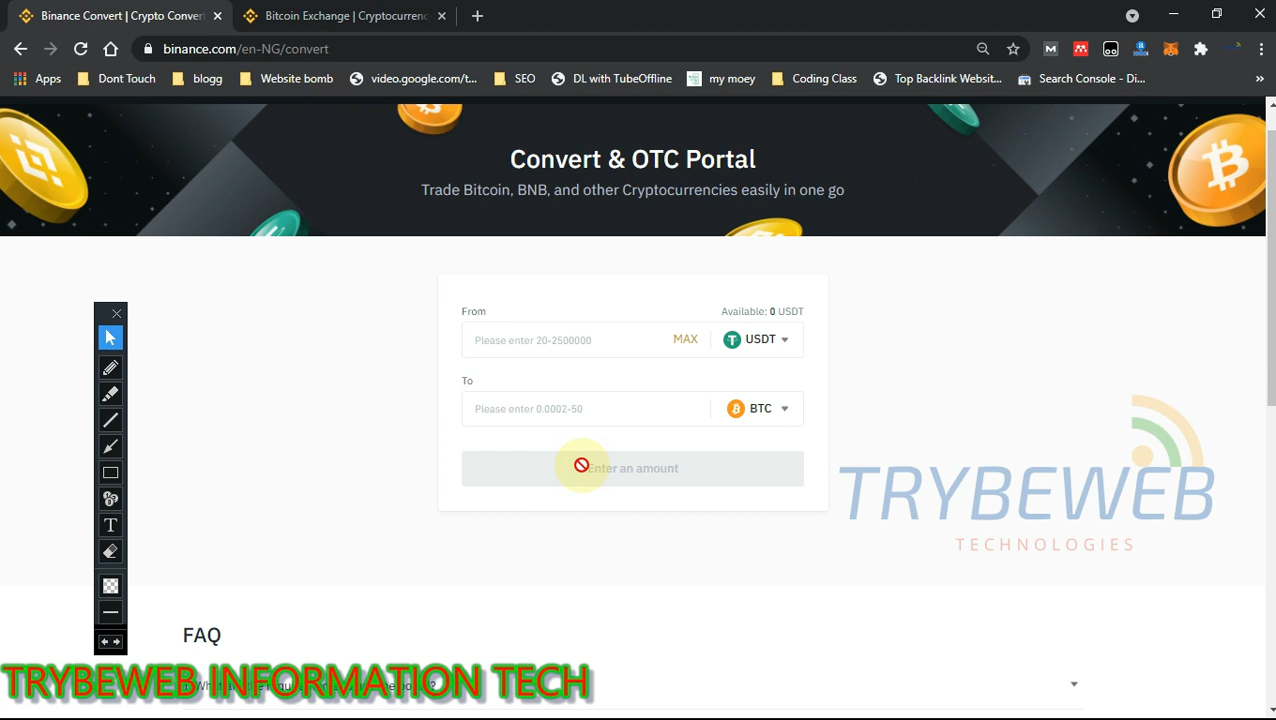 Binance Convert | Crypto Convert
Bitcoin Exchange | Cryptocurrenc
binance.com/en-NG/convert
Apps
Dont Touch
blogg
Website bomb
video.google.com/t...
SEO
DL with TubeOffline
my moey
Coding Class
Top Backlink Websit...
Search Console - Di...
Convert & OTC Portal
Trade Bitcoin, BNB, and other Cryptocurrencies easily in one go
From
Available: 0 USDT
Please enter 20-2500000
MAX
USDT
To
Please enter 0.0002-50
BTC
Enter an amount
TRYBEWEB
TECHNOLOGIES
FAQ
TRYBEWEB INFORMATION TECH